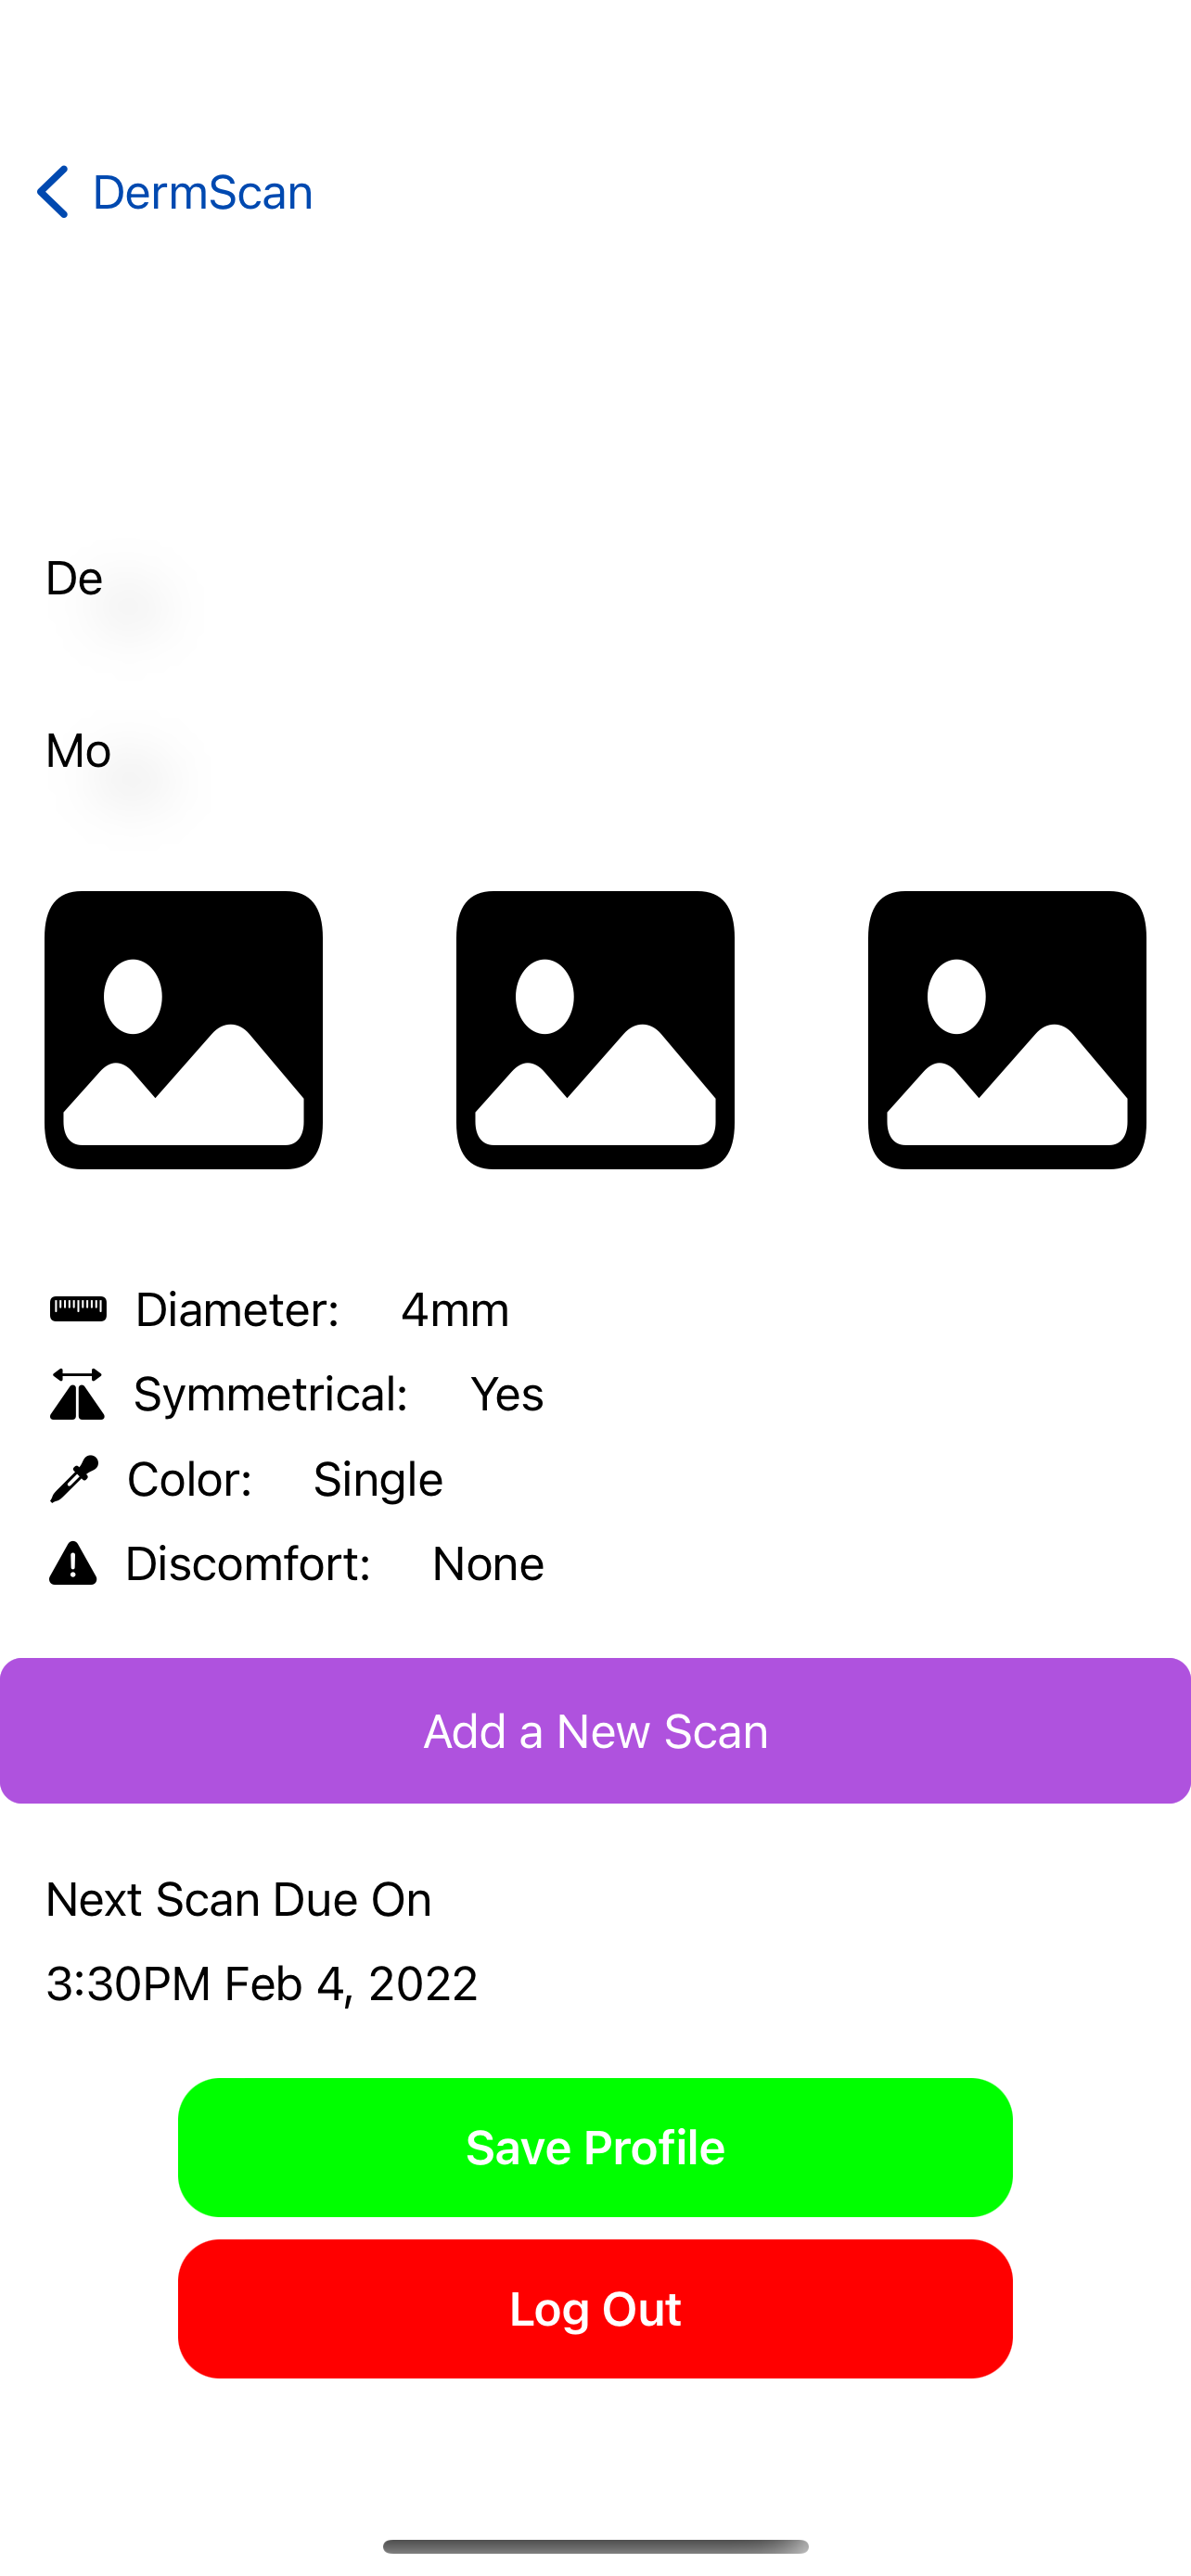 DermScan
De
Mo
Diameter: 4mm
Symmetrical: Yes
Color: Single
Discomfort: None
Add a New Scan
Next Scan Due On
3:30PM Feb 4, 2022
Save Profile
Log Out